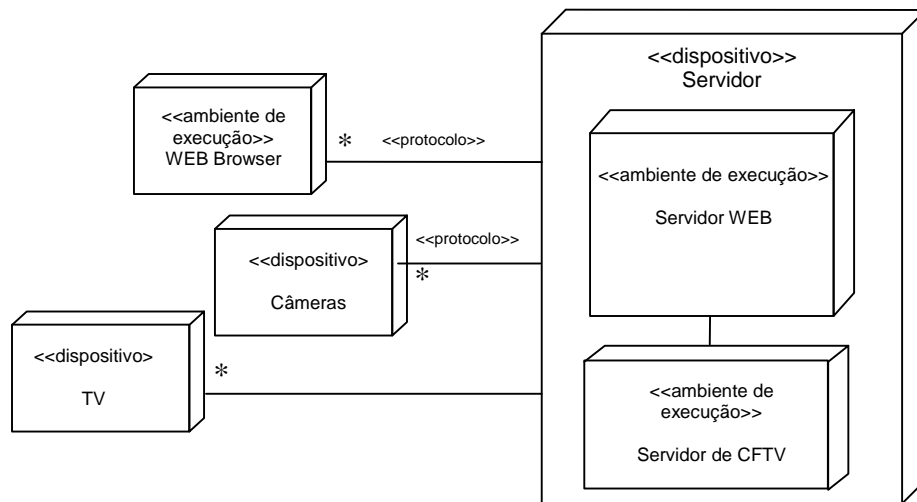 <<dispositivo>>
Servidor
<<ambiente de
execução>>
WEB Browser
*
<<protocolo>>
<<ambiente de execução>>
Servidor WEB
<<dispositivo>
Câmeras
<<protocolo>>
*
<<dispositivo>
TV
*
<<ambiente de
execução>>
Servidor de CFTV